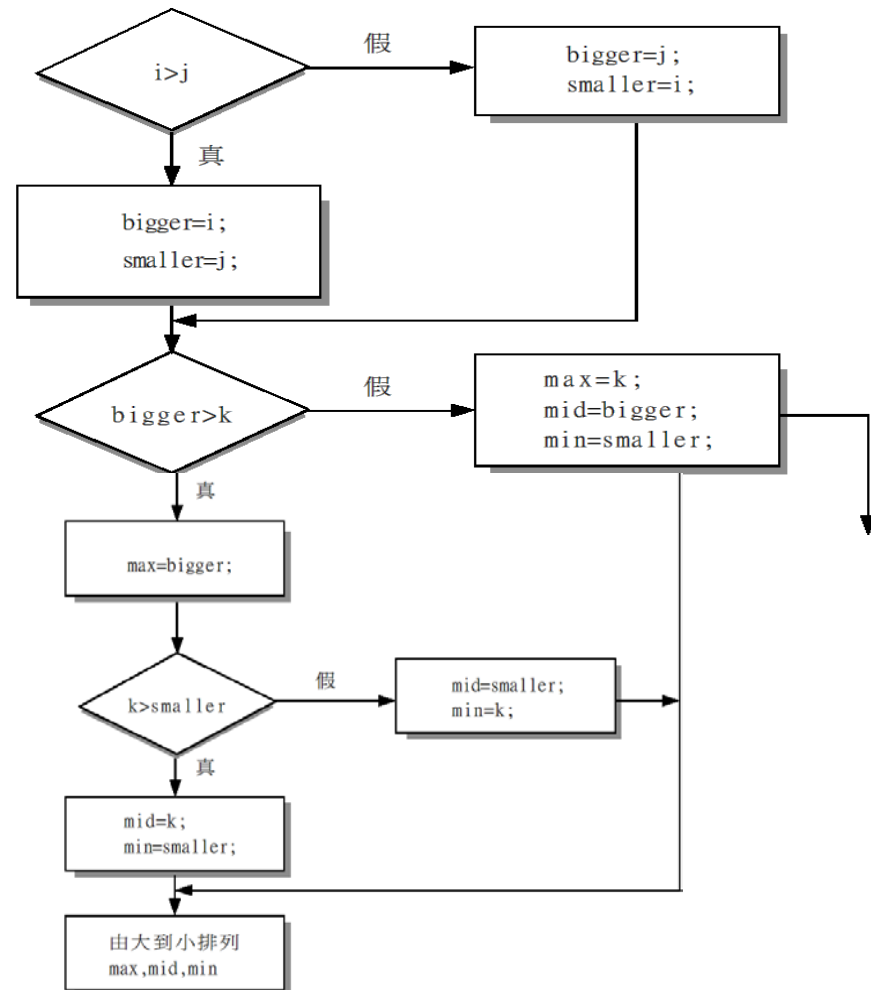 i>j
假
bigger=j;
smaller=i;
真
bigger=i;
smaller=j;
bigger>k
假
max=k;
mid=bigger;
min=smaller;
真
max=bigger;
k>smaller
假
mid=smaller;
min=k;
真
mid=k;
min=smaller;
由大到小排列
max,mid,min